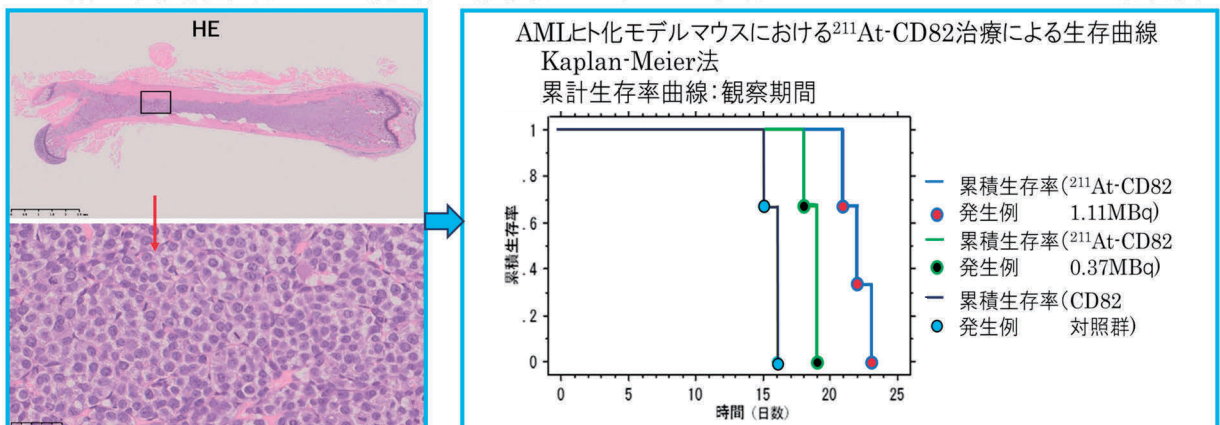 HE
AMLヒト化モデルマウスにおける²¹¹At-CD82治療による生存曲線
Kaplan-Meier法
累計生存率曲線:観察期間
累積生存率
1
.8
.6
.4
.2
0
0 5 10 15 20 25
時間(日数)
累積生存率(²¹¹At-CD82
発生例 1.11MBq)
累積生存率(²¹¹At-CD82
発生例 0.37MBq)
累積生存率(CD82
発生例 対照群)